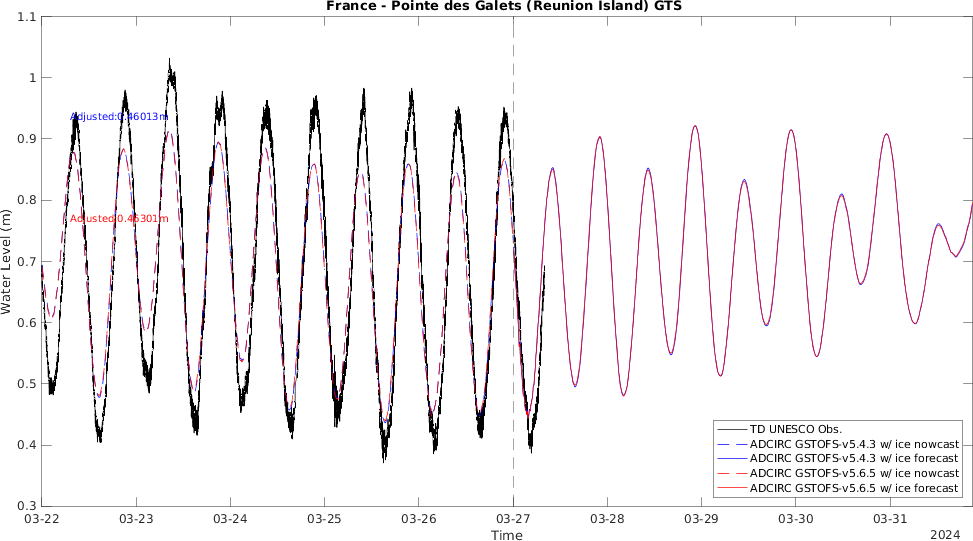 France - Pointe des Galets (Reunion Island) GTS
1.1
1
0.9
0.8
0.7
0.6
0.5
0.4
0.3
Water Level (m)
Adjusted:0.46013m
Adjusted:0.46301m
TD UNESCO Obs.
ADCIRC GSTOFS-v5.4.3 w/ ice nowcast
ADCIRC GSTOFS-v5.4.3 w/ ice forecast
ADCIRC GSTOFS-v5.6.5 w/ ice nowcast
ADCIRC GSTOFS-v5.6.5 w/ ice forecast
03-22 03-23 03-24 03-25 03-26 03-27 03-28 03-29 03-30 03-31
Time
2024